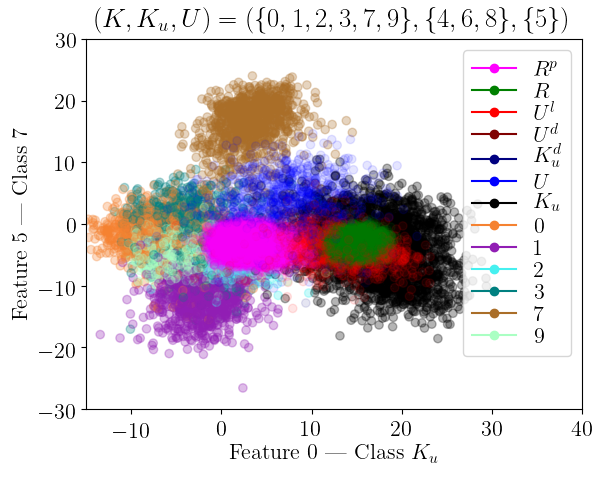 (K, K_u, U) = ({0, 1, 2, 3, 7, 9}, {4, 6, 8}, {5})
30
20
10
0
−10
−20
−30
Feature 5 — Class 7
R^p
R
U^l
U^d
K_u^d
U
K_u
0
1
2
3
7
9
−10
0
10
20
30
40
Feature 0 — Class K_u